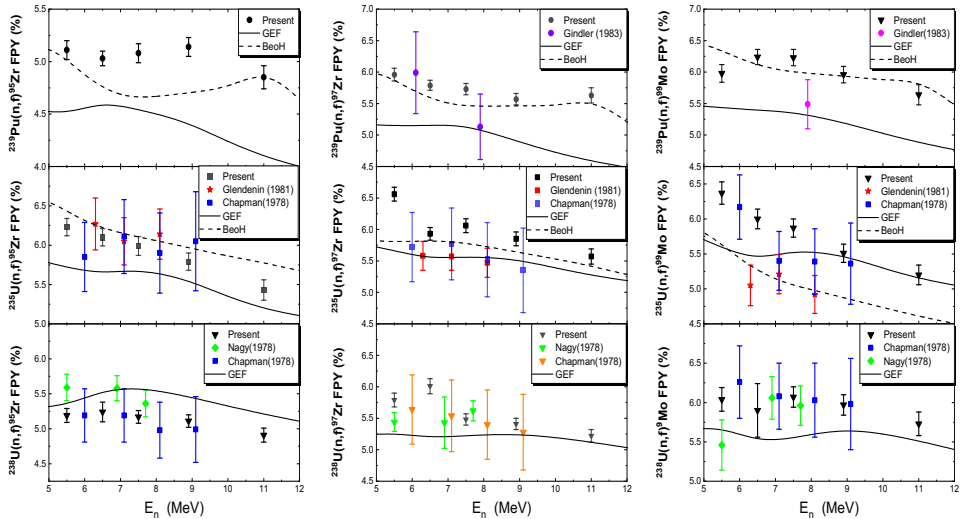 ²³⁹Pu(n,f)⁹⁵Zr FPY (%)
5.5
5.0
4.5
4.0
Present
GEF
BeoH
²³⁹Pu(n,f)⁹⁷Zr FPY (%)
7.0
6.5
6.0
5.5
5.0
4.5
Present
Gindler (1983)
GEF
BeoH
²³⁹Pu(n,f)⁹⁹Mo FPY (%)
7.0
6.5
6.0
5.5
5.0
4.5
Present
Gindler(1983)
GEF
BeoH
²³⁵U(n,f)⁹⁵Zr FPY (%)
6.5
6.0
5.5
5.0
Present
Glendenin (1981)
Chapman(1978)
GEF
BeoH
²³⁵U(n,f)⁹⁷Zr FPY (%)
6.5
6.0
5.5
5.0
4.5
Present
Glendenin (1981)
Chapman(1978)
GEF
BeoH
²³⁵U(n,f)⁹⁹Mo FPY (%)
6.5
6.0
5.5
5.0
4.5
Present
Glendenin(1981)
Chapman(1978)
GEF
BeoH
²³⁸U(n,f)⁹⁵Zr FPY (%)
6.0
5.5
5.0
4.5
Present
Nagy(1978)
Chapman(1978)
GEF
5 6 7 8 9 10 11 12
Eₙ (MeV)
²³⁸U(n,f)⁹⁷Zr FPY (%)
6.5
6.0
5.5
5.0
Present
Nagy(1978)
Chapman(1978)
GEF
5 6 7 8 9 10 11 12
Eₙ (MeV)
²³⁸U(n,f)⁹Mo FPY (%)
6.5
6.0
5.5
5.0
Present
Chapman (1978)
Nagy(1978)
GEF
5 6 7 8 9 10 11 12
Eₙ (MeV)